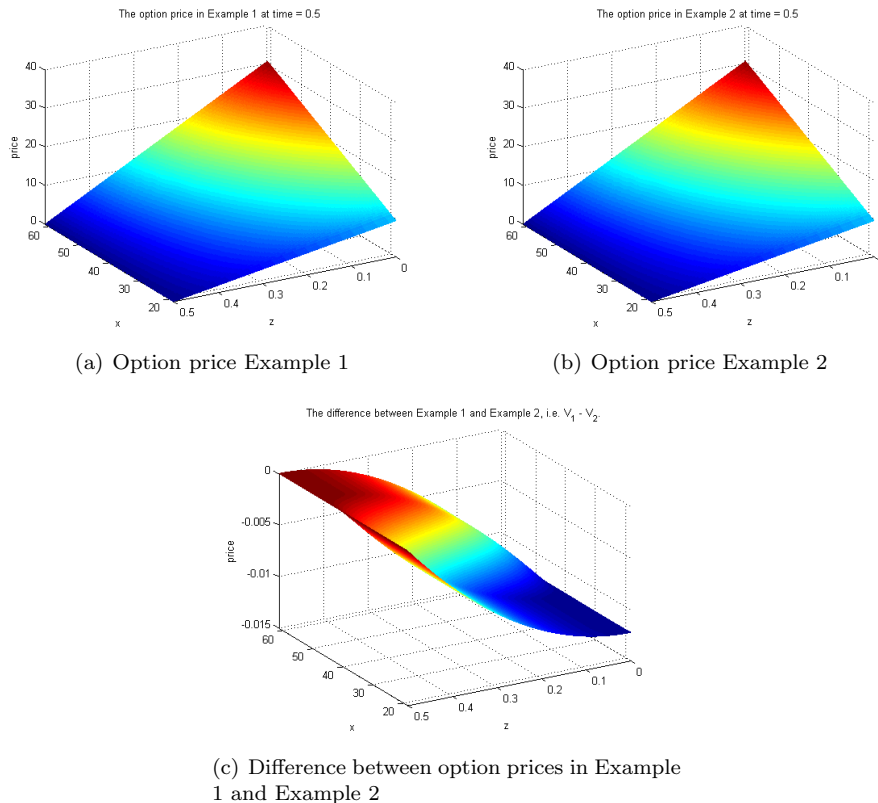 The option price in Example 1 at time = 0.5
40
30
20
10
0
price
60
50
40
30
20
x
0.5
0.4
0.3
0.2
0.1
0
z
(a) Option price Example 1
The option price in Example 2 at time = 0.5
40
30
20
10
0
price
60
50
40
30
20
x
0.5
0.4
0.3
0.2
0.1
z
(b) Option price Example 2
The difference between Example 1 and Example 2, i.e. V_1 - V_2.
0
-0.005
-0.01
-0.015
price
60
50
40
30
20
x
0.5
0.4
0.3
0.2
0.1
0
z
(c) Difference between option prices in Example
1 and Example 2